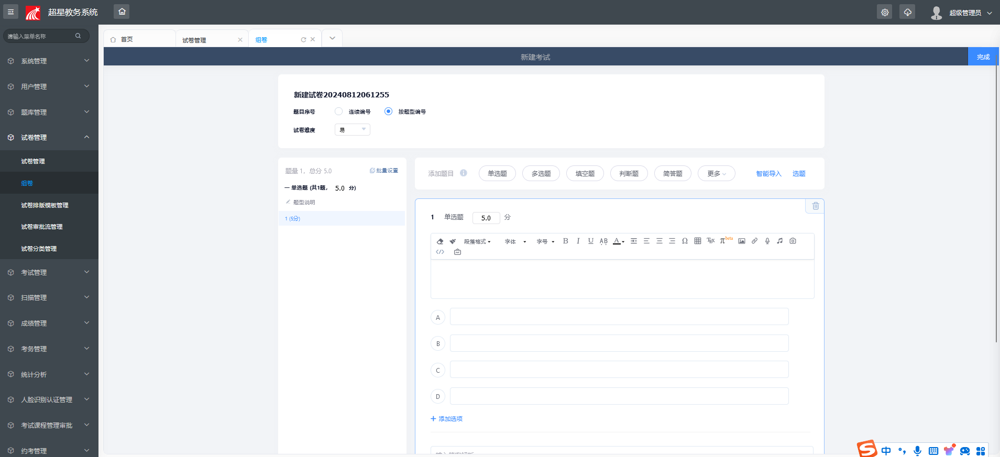 超星教务系统
超级管理员
请输入菜单名称
系统管理
用户管理
题库管理
试卷管理
试卷管理
组卷
试卷排版模板管理
试卷审批流管理
试卷分类管理
考试管理
扫描管理
成绩管理
考务管理
统计分析
人脸识别认证管理
考试课程管理审批
约考管理
首页
试卷管理
组卷
新建考试
完成
新建试卷20240812061255
题目序号 连续编号 按题型编号
试卷难度 易
题量 1，总分 5.0 批量设置
一 单选题 (共1题， 5.0 分)
题型说明
1 (5分)
添加题目 单选题 多选题 填空题 判断题 简答题 更多 智能导入 选题
1 单选题 5.0 分
段落格式 字体 字号 B I U AB A Ω TEX π beta
</>
A
B
C
D
+ 添加选项
输入答案解析
S 中